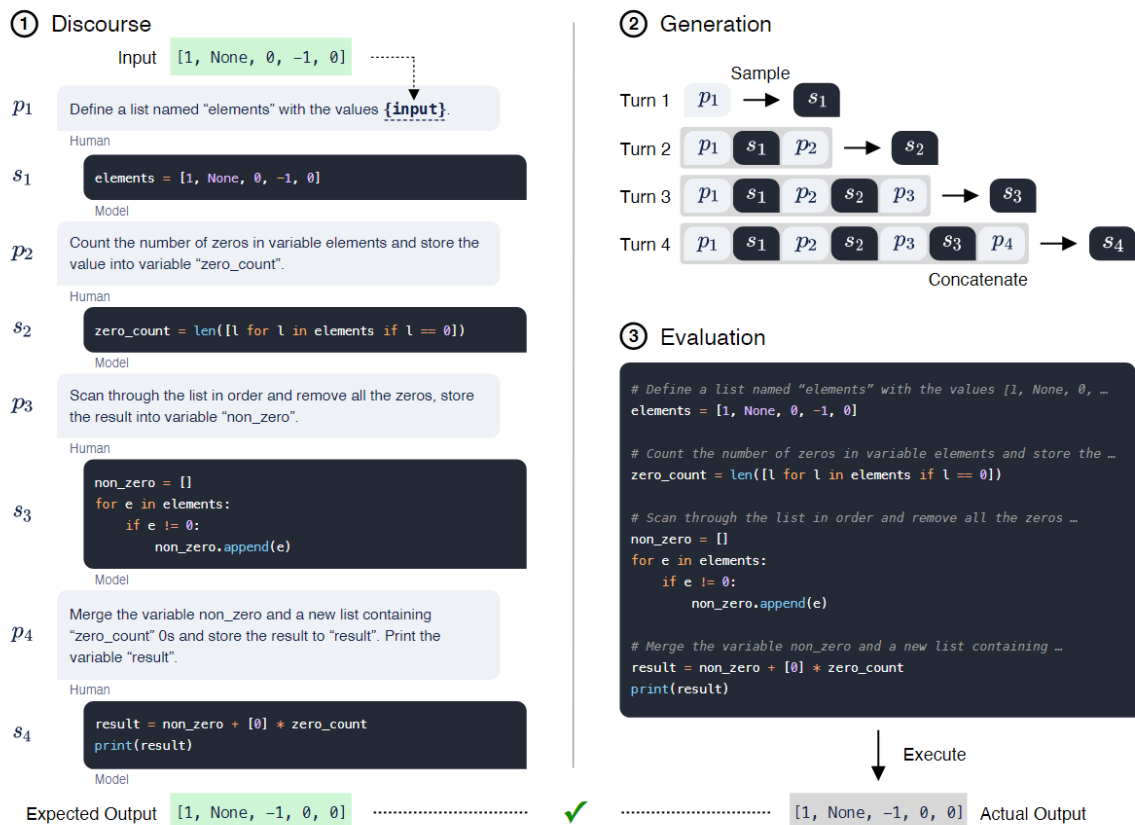 1 Discourse
Input [1, None, 0, -1, 0]
p1 Define a list named “elements” with the values {input}.
Human
s1 elements = [1, None, 0, -1, 0]
Model
p2 Count the number of zeros in variable elements and store the
value into variable “zero_count”.
Human
s2 zero_count = len([l for l in elements if l == 0])
Model
p3 Scan through the list in order and remove all the zeros, store
the result into variable “non_zero”.
Human
s3 non_zero = []
for e in elements:
if e != 0:
non_zero.append(e)
Model
p4 Merge the variable non_zero and a new list containing
“zero_count” 0s and store the result to “result”. Print the
variable “result”.
Human
s4 result = non_zero + [0] * zero_count
print(result)
Model
Expected Output [1, None, -1, 0, 0]
2 Generation
Sample
Turn 1 p1 s1
Turn 2 p1 s1 p2 s2
Turn 3 p1 s1 p2 s2 p3 s3
Turn 4 p1 s1 p2 s2 p3 s3 p4 s4
Concatenate
3 Evaluation
# Define a list named “elements” with the values [1, None, 0, …
elements = [1, None, 0, -1, 0]
# Count the number of zeros in variable elements and store the …
zero_count = len([l for l in elements if l == 0])
# Scan through the list in order and remove all the zeros …
non_zero = []
for e in elements:
if e != 0:
non_zero.append(e)
# Merge the variable non_zero and a new list containing …
result = non_zero + [0] * zero_count
print(result)
Execute
[1, None, -1, 0, 0] Actual Output